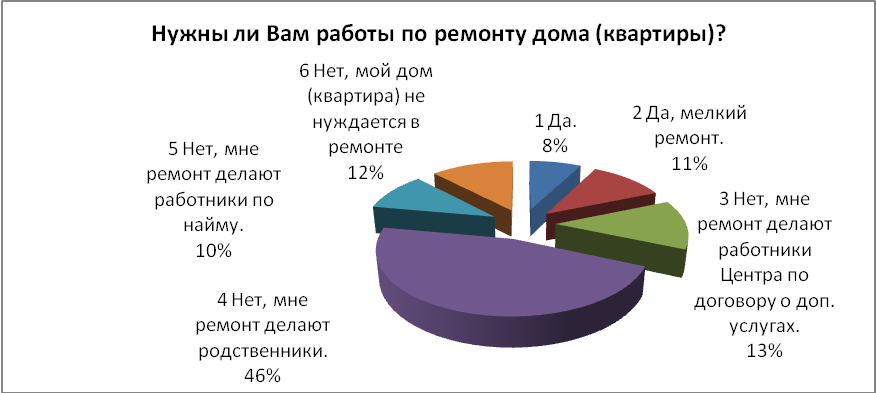 Нужны ли Вам работы по ремонту дома (квартиры)?
1 Да.
8%
2 Да, мелкий
ремонт.
11%
3 Нет, мне
ремонт делают
работники
Центра по
договору о доп.
услугах.
13%
4 Нет, мне
ремонт делают
родственники.
46%
5 Нет, мне
ремонт делают
работники по
найму.
10%
6 Нет, мой дом
(квартира) не
нуждается в
ремонте
12%